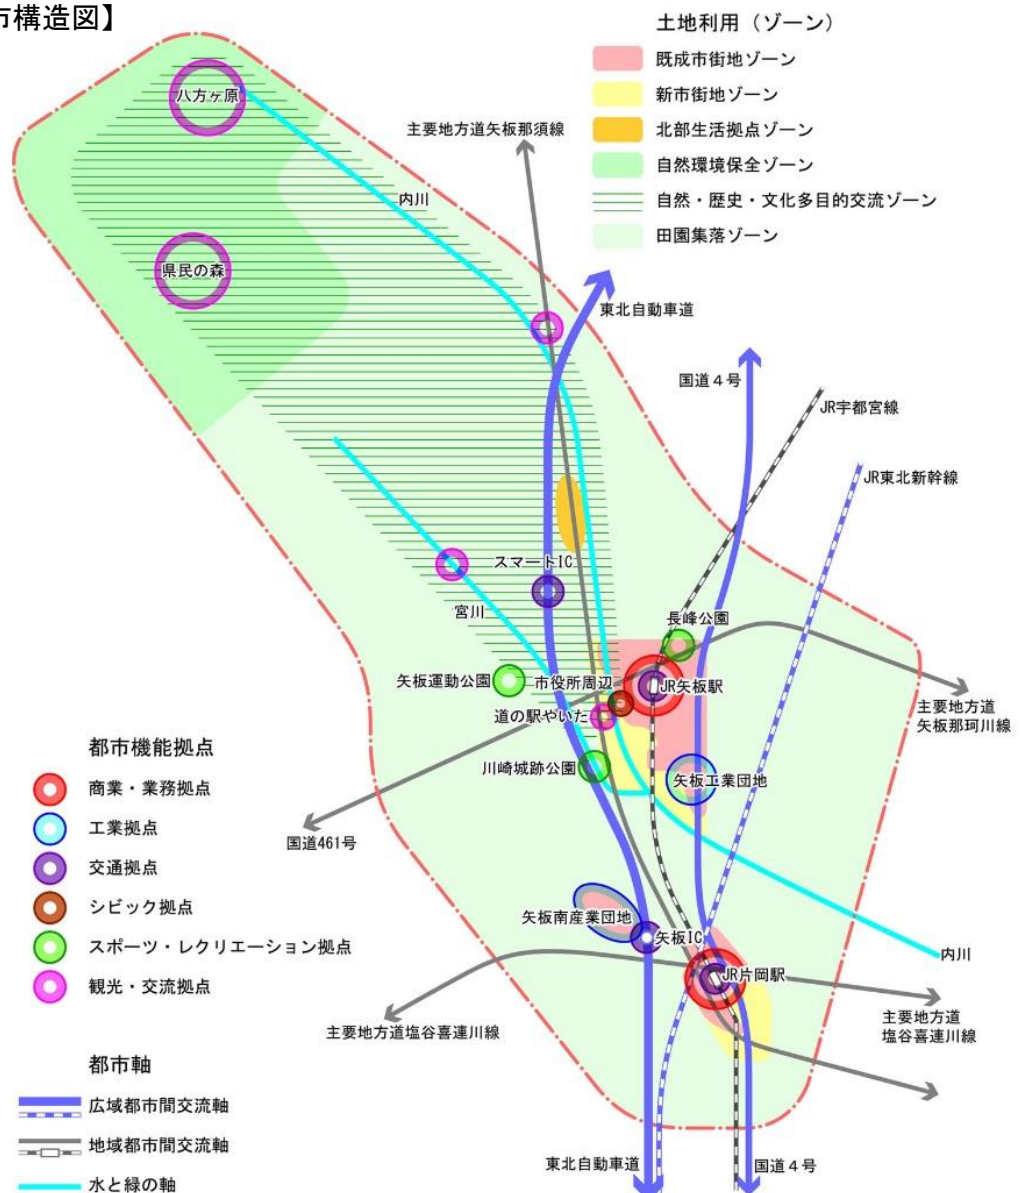 市構造図】
土地利用（ゾーン）
既成市街地ゾーン
新市街地ゾーン
北部生活拠点ゾーン
自然環境保全ゾーン
自然・歴史・文化多目的交流ゾーン
田園集落ゾーン
八方ヶ原
主要地方道矢板那須線
内川
県民の森
東北自動車道
国道４号
JR宇都宮線
JR東北新幹線
スマートIC
宮川
長峰公園
矢板運動公園
市役所周辺
JR矢板駅
道の駅やいた
主要地方道
矢板那珂川線
川崎城跡公園
矢板工業団地
国道461号
矢板南産業団地
矢板IC
内川
JR片岡駅
主要地方道塩谷喜連川線
主要地方道
塩谷喜連川線
東北自動車道
国道４号
都市機能拠点
商業・業務拠点
工業拠点
交通拠点
シビック拠点
スポーツ・レクリエーション拠点
観光・交流拠点
都市軸
広域都市間交流軸
地域都市間交流軸
水と緑の軸